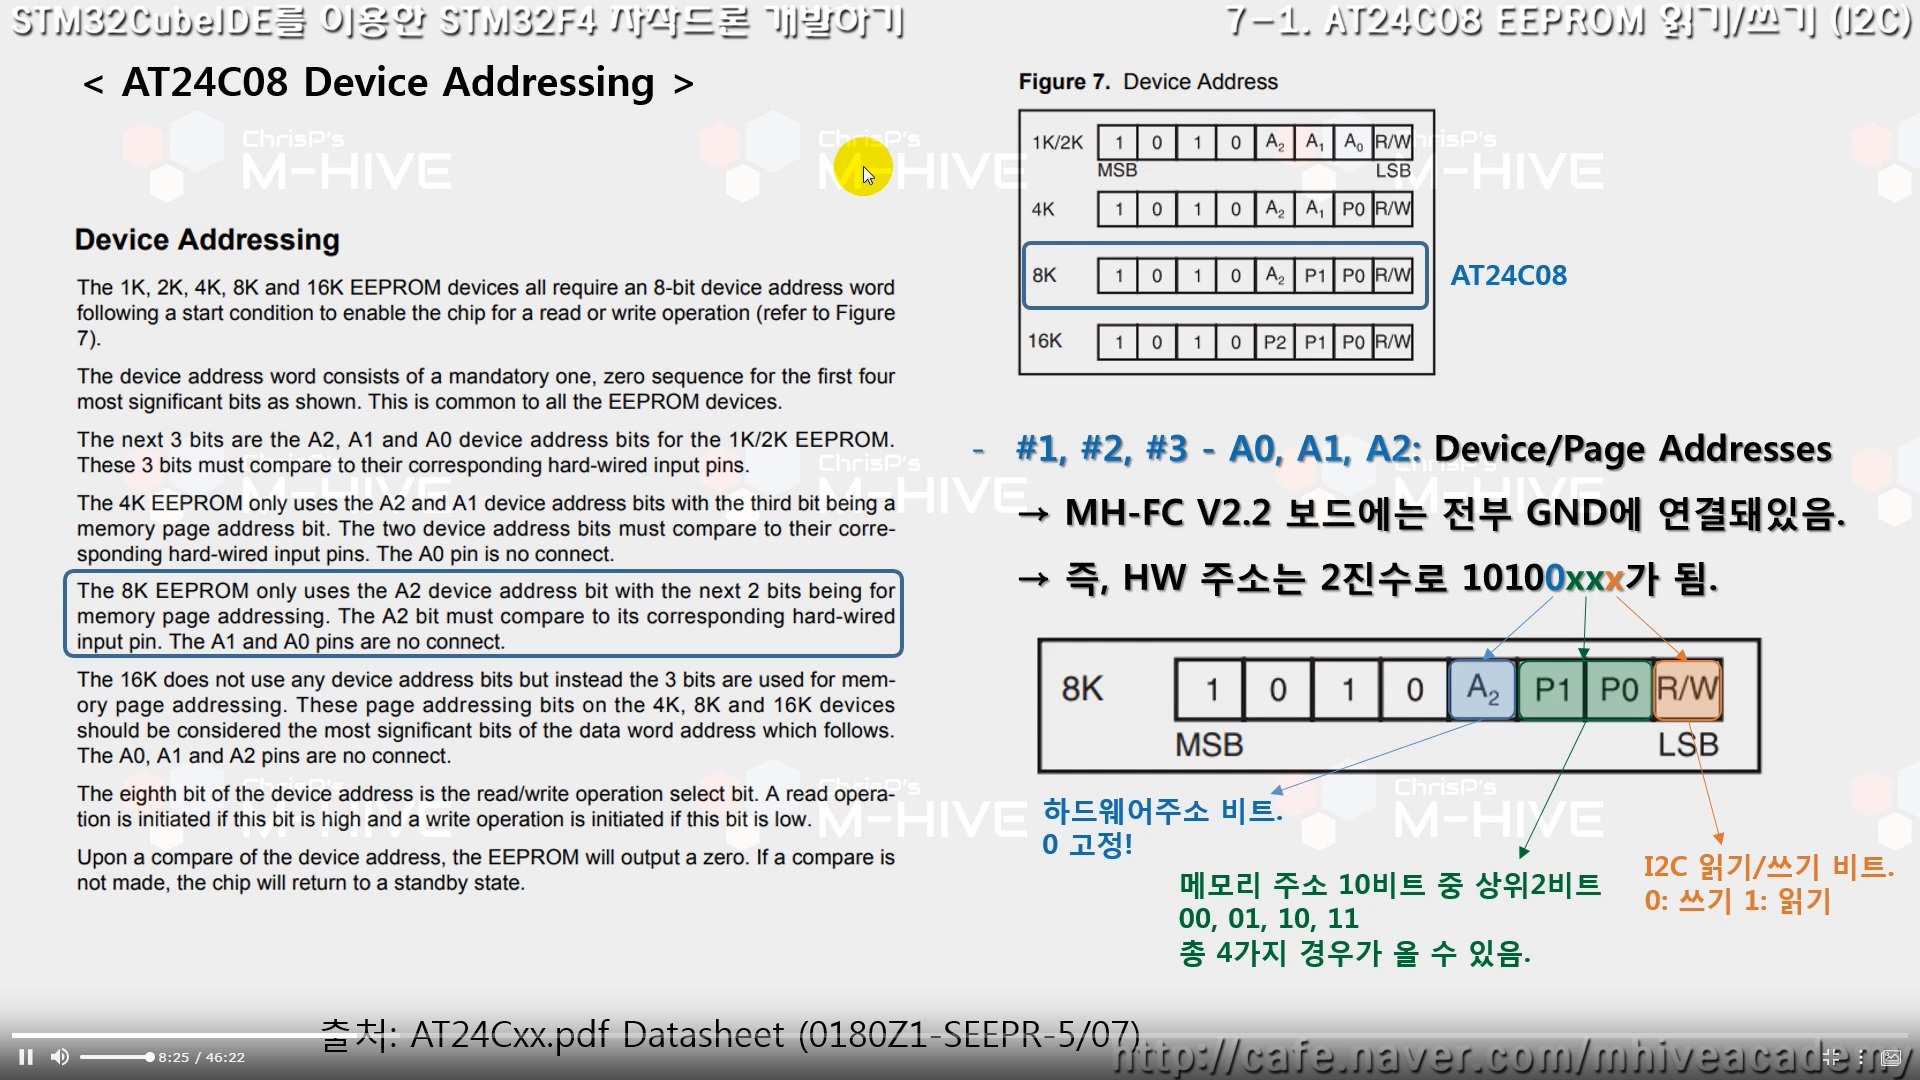 STM32CubeIDE를 이용한 STM32F4 자작드론 개발하기
7-1. AT24C08 EEPROM 읽기/쓰기 (I2C)
< AT24C08 Device Addressing >
ChrisP's
M-HIVE
ChrisP's
M-HIVE
Device Addressing
The 1K, 2K, 4K, 8K and 16K EEPROM devices all require an 8-bit device address word
following a start condition to enable the chip for a read or write operation (refer to Figure
7).
The device address word consists of a mandatory one, zero sequence for the first four
most significant bits as shown. This is common to all the EEPROM devices.
The next 3 bits are the A2, A1 and A0 device address bits for the 1K/2K EEPROM.
These 3 bits must compare to their corresponding hard-wired input pins.
The 4K EEPROM only uses the A2 and A1 device address bits with the third bit being a
memory page address bit. The two device address bits must compare to their corre-
sponding hard-wired input pins. The A0 pin is no connect.
The 8K EEPROM only uses the A2 device address bit with the next 2 bits being for
memory page addressing. The A2 bit must compare to its corresponding hard-wired
input pin. The A1 and A0 pins are no connect.
The 16K does not use any device address bits but instead the 3 bits are used for mem-
ory page addressing. These page addressing bits on the 4K, 8K and 16K devices
should be considered the most significant bits of the data word address which follows.
The A0, A1 and A2 pins are no connect.
The eighth bit of the device address is the read/write operation select bit. A read opera-
tion is initiated if this bit is high and a write operation is initiated if this bit is low.
Upon a compare of the device address, the EEPROM will output a zero. If a compare is
not made, the chip will return to a standby state.
Figure 7. Device Address
1K/2K 1 0 1 0 A2 A1 A0 R/W
MSB LSB
4K 1 0 1 0 A2 A1 P0 R/W
8K 1 0 1 0 A2 P1 P0 R/W
AT24C08
16K 1 0 1 0 P2 P1 P0 R/W
- #1, #2, #3 - A0, A1, A2: Device/Page Addresses
→ MH-FC V2.2 보드에는 전부 GND에 연결돼있음.
→ 즉, HW 주소는 2진수로 10100xxx가 됨.
8K 1 0 1 0 A2 P1 P0 R/W
MSB LSB
하드웨어주소 비트.
0 고정!
메모리 주소 10비트 중 상위2비트
00, 01, 10, 11
총 4가지 경우가 올 수 있음.
I2C 읽기/쓰기 비트.
0: 쓰기 1: 읽기
출처: AT24Cxx.pdf Datasheet (0180Z1-SEEPR-5/07).
8:25 / 46:22
http://cafe.naver.com/mhiveacademy